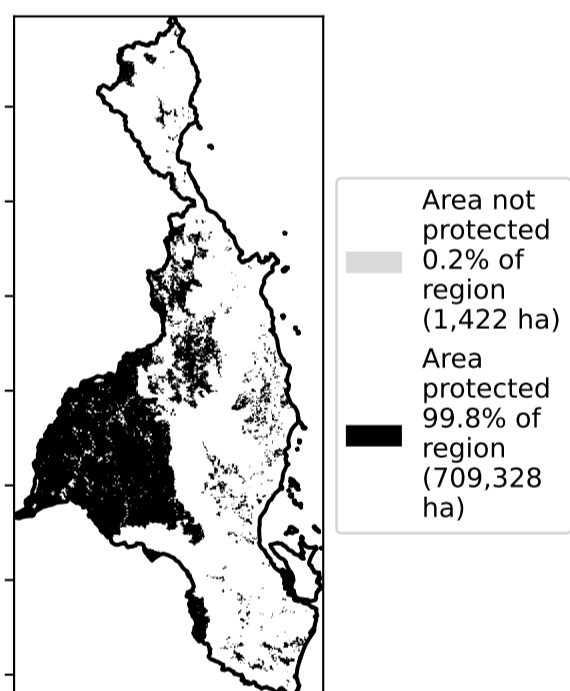 Area not
protected
0.2% of
region
(1,422 ha)
Area
protected
99.8% of
region
(709,328
ha)